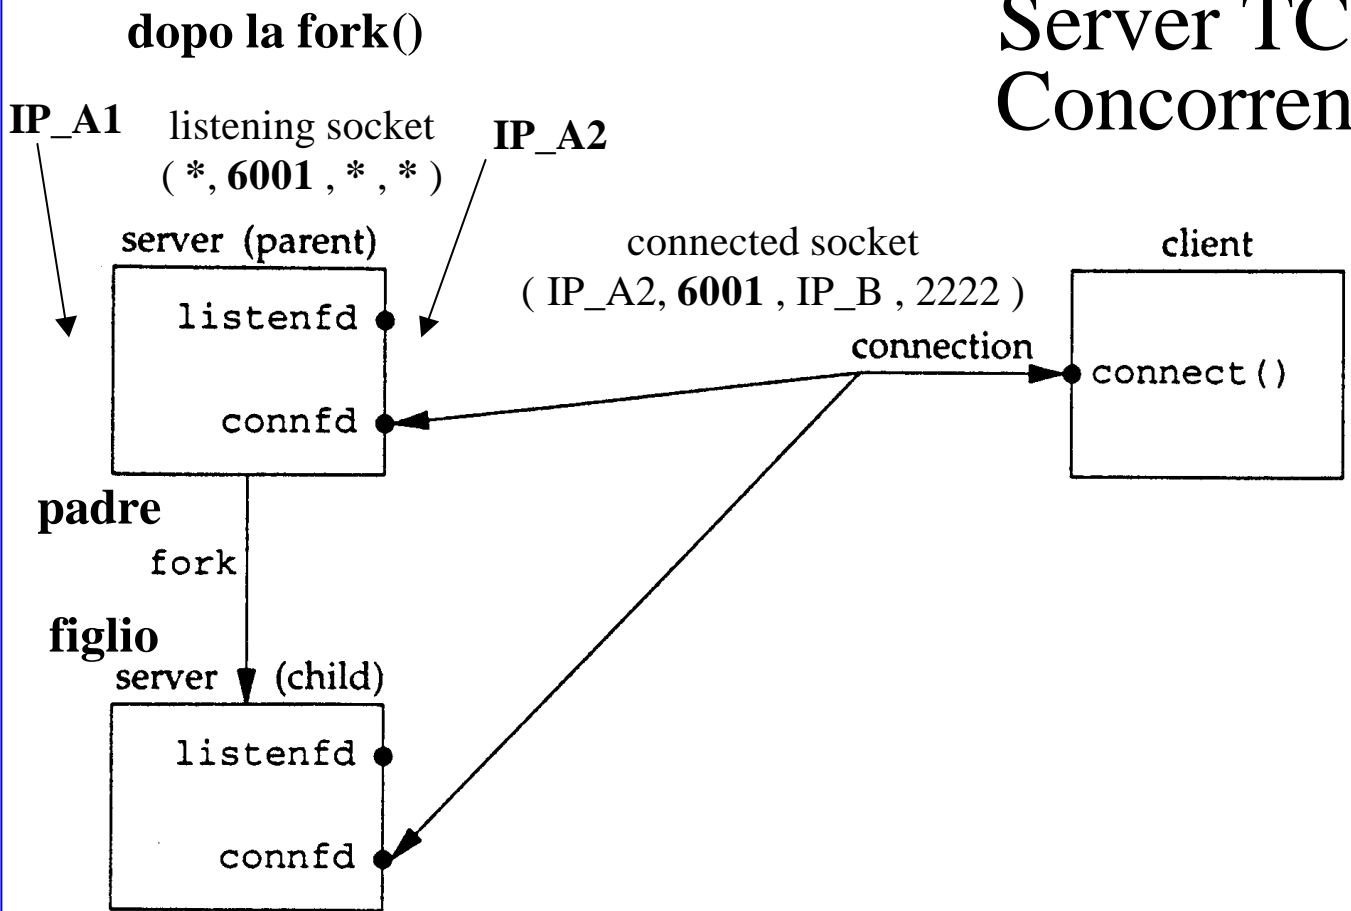 dopo la fork()
Server TC
Concorren
IP_A1
listening socket
( *, 6001 , * , * )
IP_A2
server (parent)
listenfd
connfd
connected socket
( IP_A2, 6001 , IP_B , 2222 )
connection
client
connect()
padre
fork
figlio
server (child)
listenfd
connfd